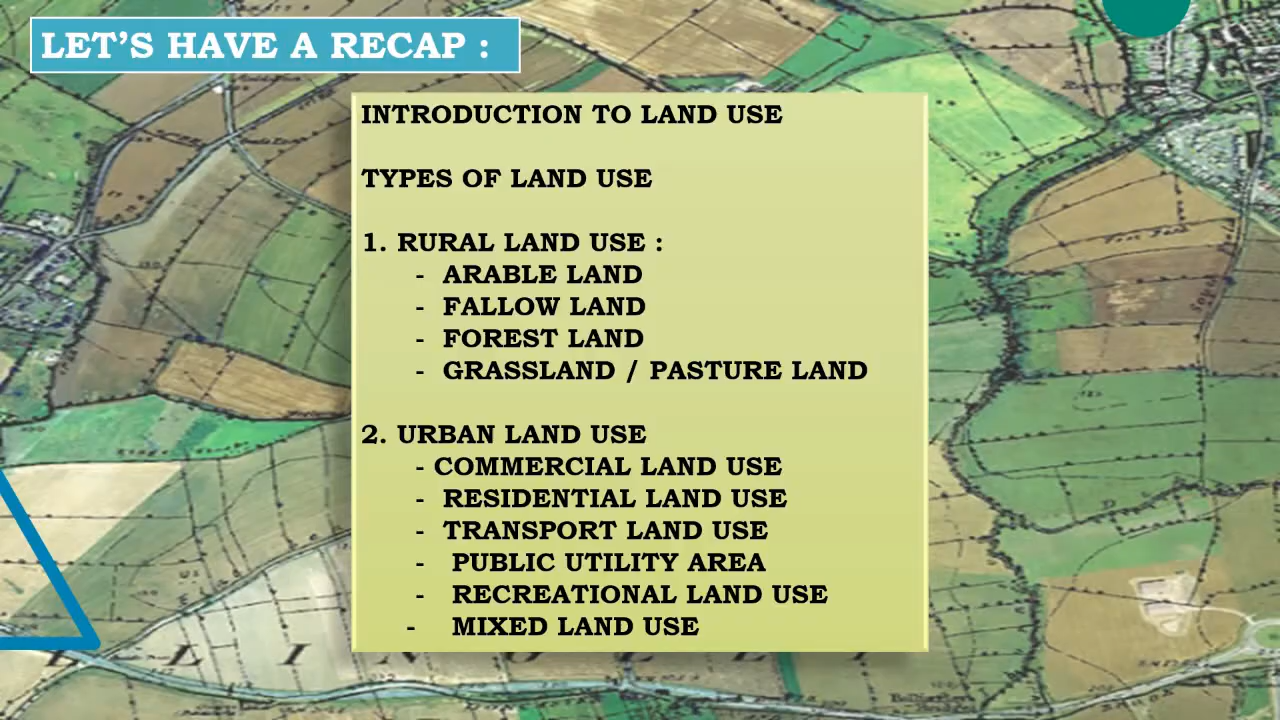 LET'S HAVE A RECAP :
INTRODUCTION TO LAND USE
TYPES OF LAND USE
1. RURAL LAND USE :
- ARABLE LAND
- FALLOW LAND
- FOREST LAND
- GRASSLAND / PASTURE LAND
2. URBAN LAND USE
- COMMERCIAL LAND USE
- RESIDENTIAL LAND USE
- TRANSPORT LAND USE
- PUBLIC UTILITY AREA
- RECREATIONAL LAND USE
- MIXED LAND USE